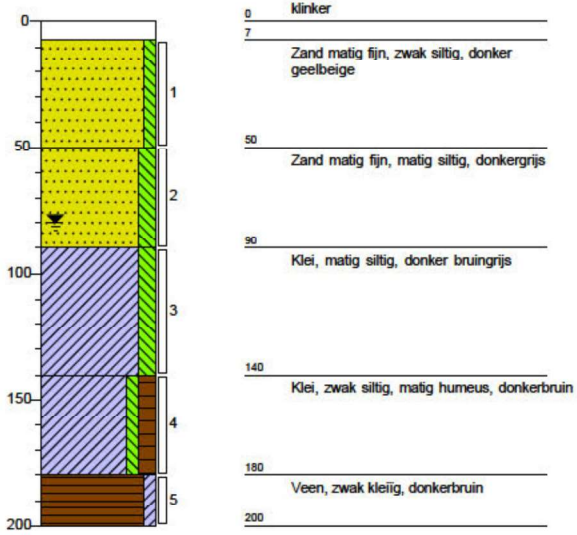 0
50
100
150
200
1
2
3
4
5
0
klinker
7
Zand matig fijn, zwak siltig, donker
geelbeige
50
Zand matig fijn, matig siltig, donkergrijs
90
Klei, matig siltig, donker bruingrijs
140
Klei, zwak siltig, matig humeus, donkerbruin
180
Veen, zwak kleiïg, donkerbruin
200